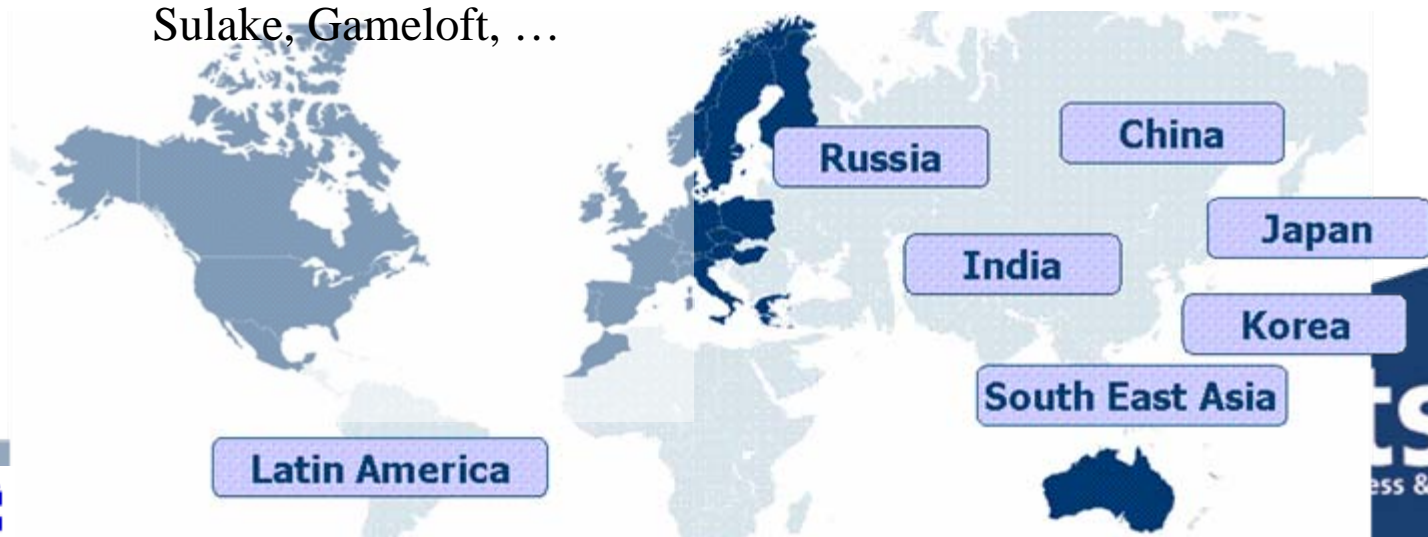 Sulake, Gameloft, …
China
Russia
Japan
India
Korea
South East Asia
Latin America